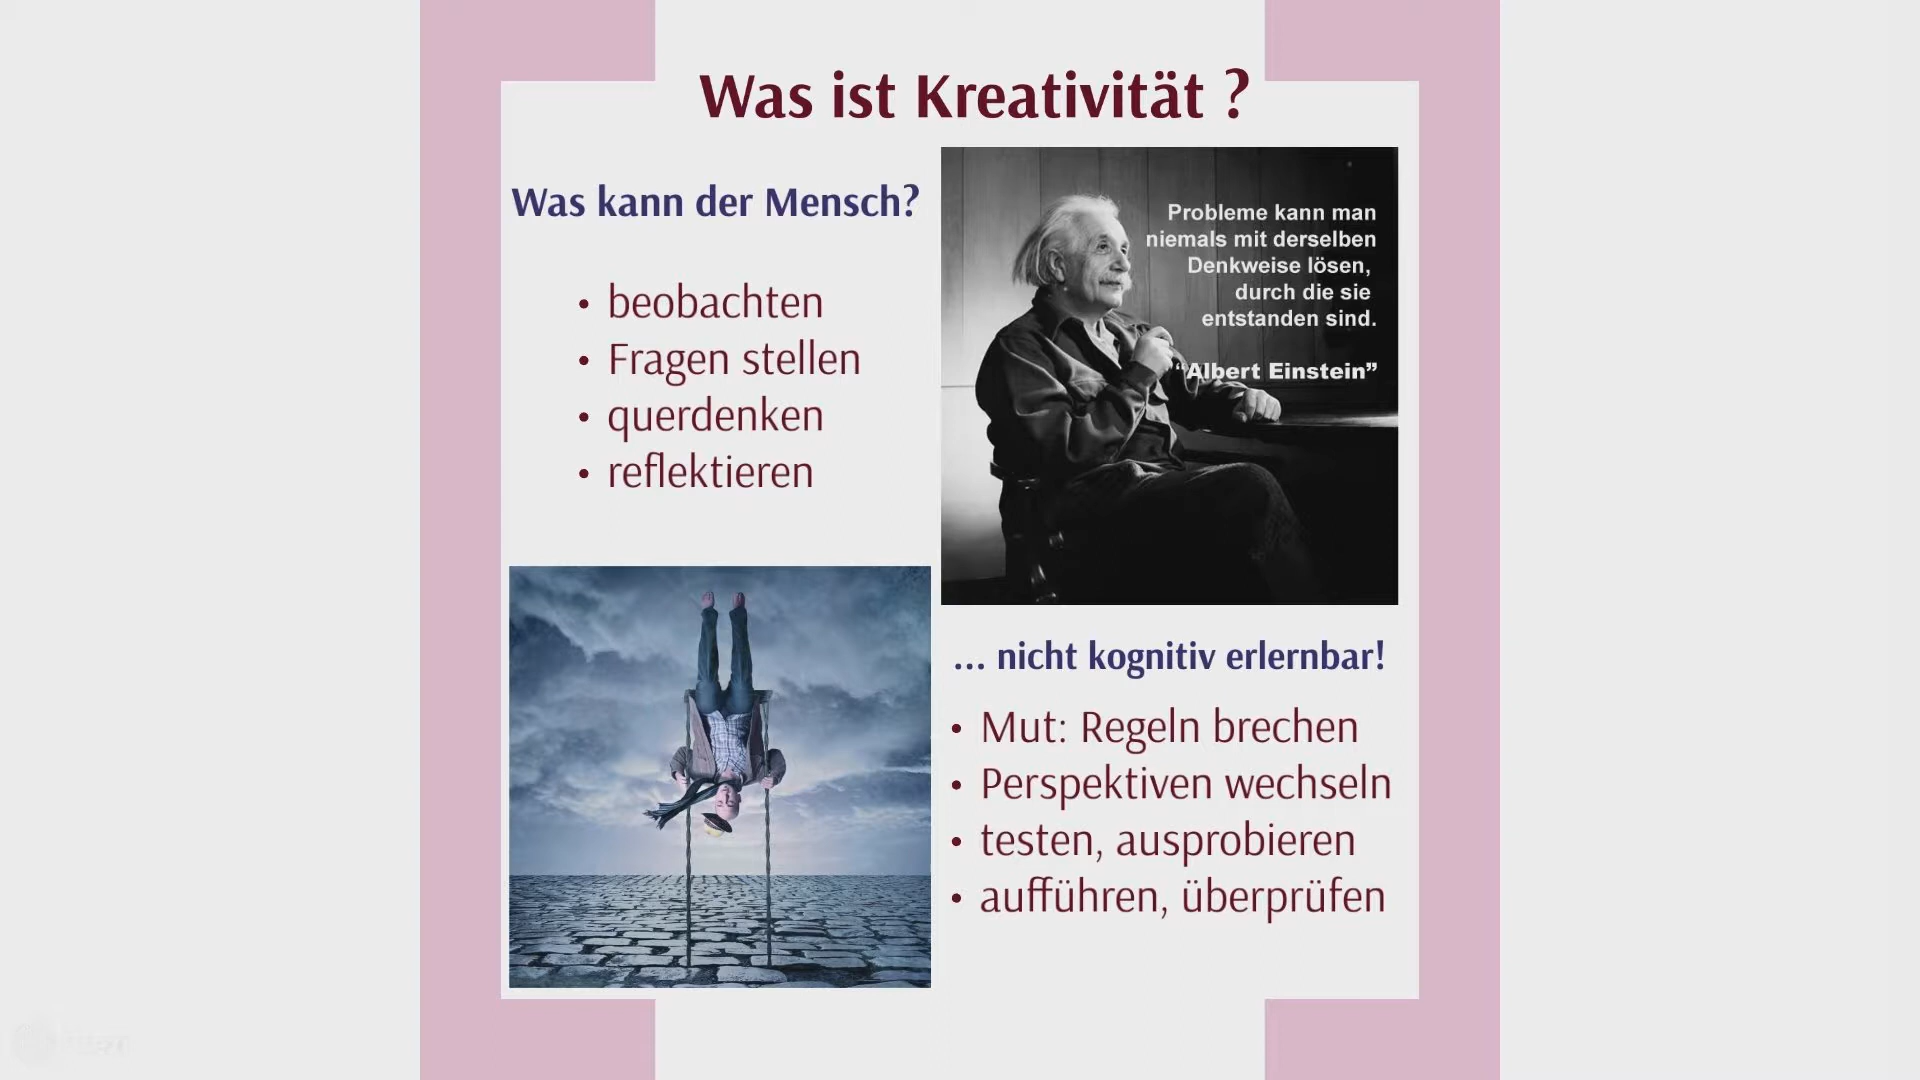 Was ist Kreativität ?
Was kann der Mensch?
• beobachten
• Fragen stellen
• querdenken
• reflektieren
Probleme kann man
niemals mit derselben
Denkweise lösen,
durch die sie
entstanden sind.
“Albert Einstein”
... nicht kognitiv erlernbar!
• Mut: Regeln brechen
• Perspektiven wechseln
• testen, ausprobieren
• aufführen, überprüfen